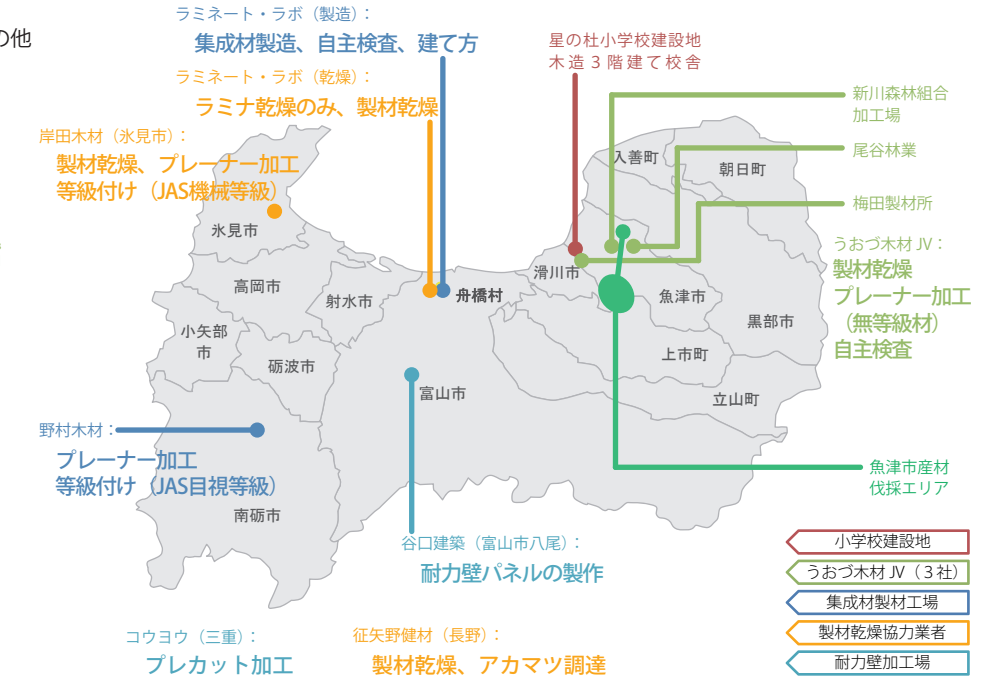 の他
ラミネート・ラボ（製造）：
集成材製造、自主検査、建て方
ラミネート・ラボ（乾燥）：
ラミナ乾燥のみ、製材乾燥
星の杜小学校建設地
木造３階建て校舎
新川森林組合
加工場
尾谷林業
梅田製材所
うおづ木材 JV：
製材乾燥
プレーナー加工
（無等級材）
自主検査
岸田木材（氷見市）：
製材乾燥、プレーナー加工
等級付け（JAS機械等級）
入善町
朝日町
氷見市
高岡市
射水市
舟橋村
滑川市
魚津市
黒部市
小矢部
市
砺波市
上市町
立山町
富山市
野村木材：
プレーナー加工
等級付け（JAS目視等級）
南砺市
魚津市産材
伐採エリア
谷口建築（富山市八尾）：
耐力壁パネルの製作
コウヨウ（三重）：
プレカット加工
征矢野健材（長野）：
製材乾燥、アカマツ調達
小学校建設地
うおづ木材 JV（３社）
集成材製材工場
製材乾燥協力業者
耐力壁加工場